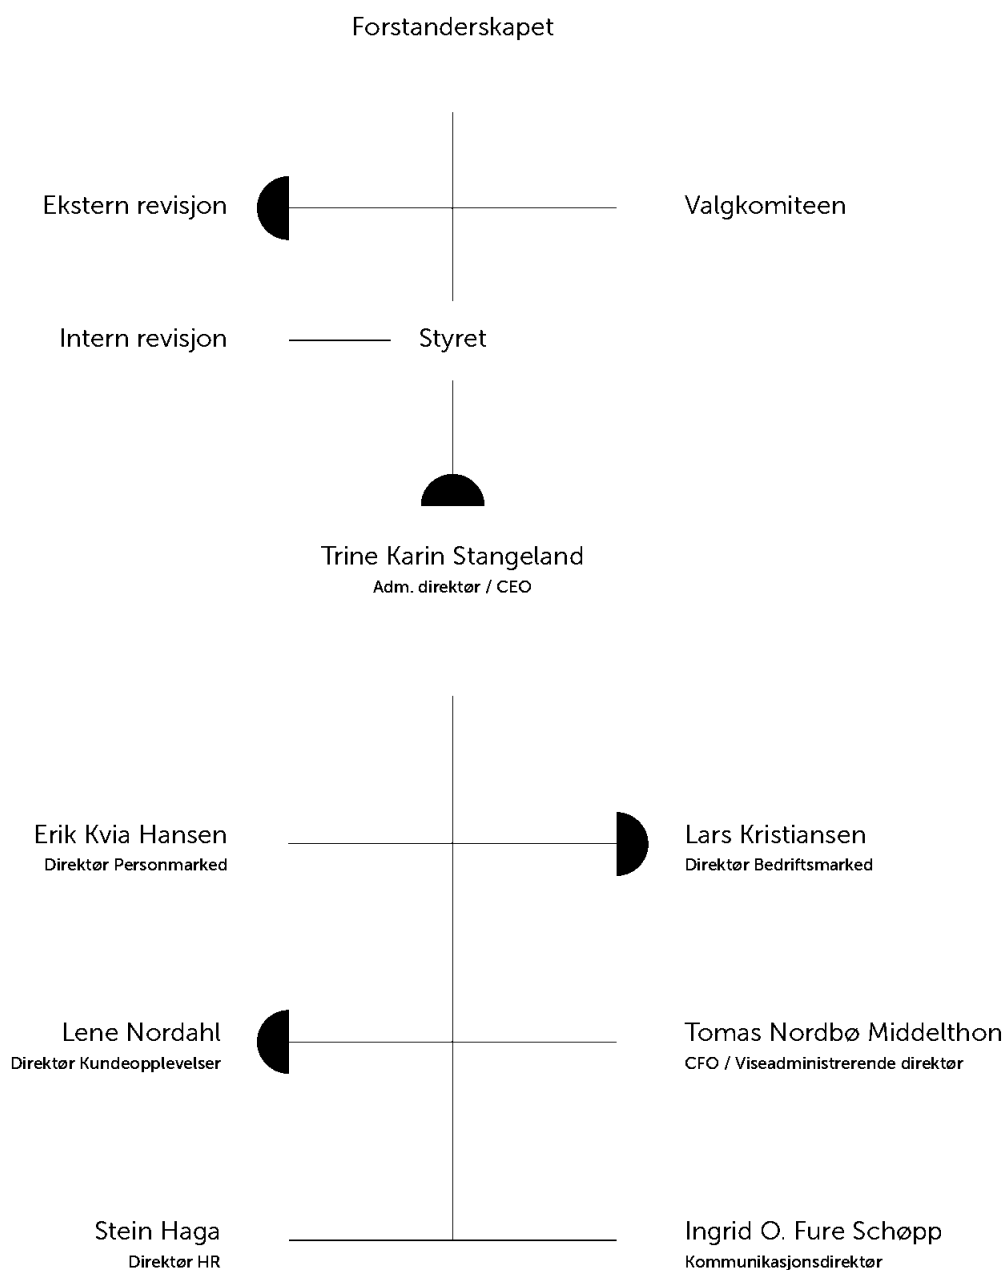 Forstanderskapet
Ekstern revisjon
Valgkomiteen
Intern revisjon
Styret
Trine Karin Stangeland
Adm. direktør / CEO
Erik Kvia Hansen
Direktør Personmarked
Lars Kristiansen
Direktør Bedriftsmarked
Lene Nordahl
Direktør Kundeopplevelser
Tomas Nordbø Middelthon
CFO / Viseadministrerende direktør
Stein Haga
Direktør HR
Ingrid O. Fure Schøpp
Kommunikasjonsdirektør